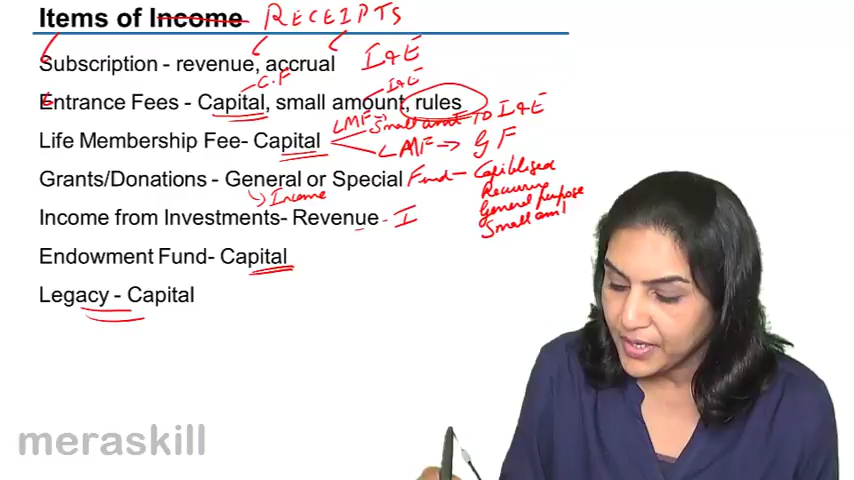 Items of Income RECEIPTS
Subscription - revenue, accrual I & E
C.F I & E
Entrance Fees - Capital, small amount, rules
LMF → Small amt TO I & E
Life Membership Fee- Capital LMF → GF
Grants/Donations - General or Special Fund - Capitalised
Income Recurring
General purpose
Income from Investments- Revenue - I Small amt
Endowment Fund- Capital
Legacy - Capital
meraskill